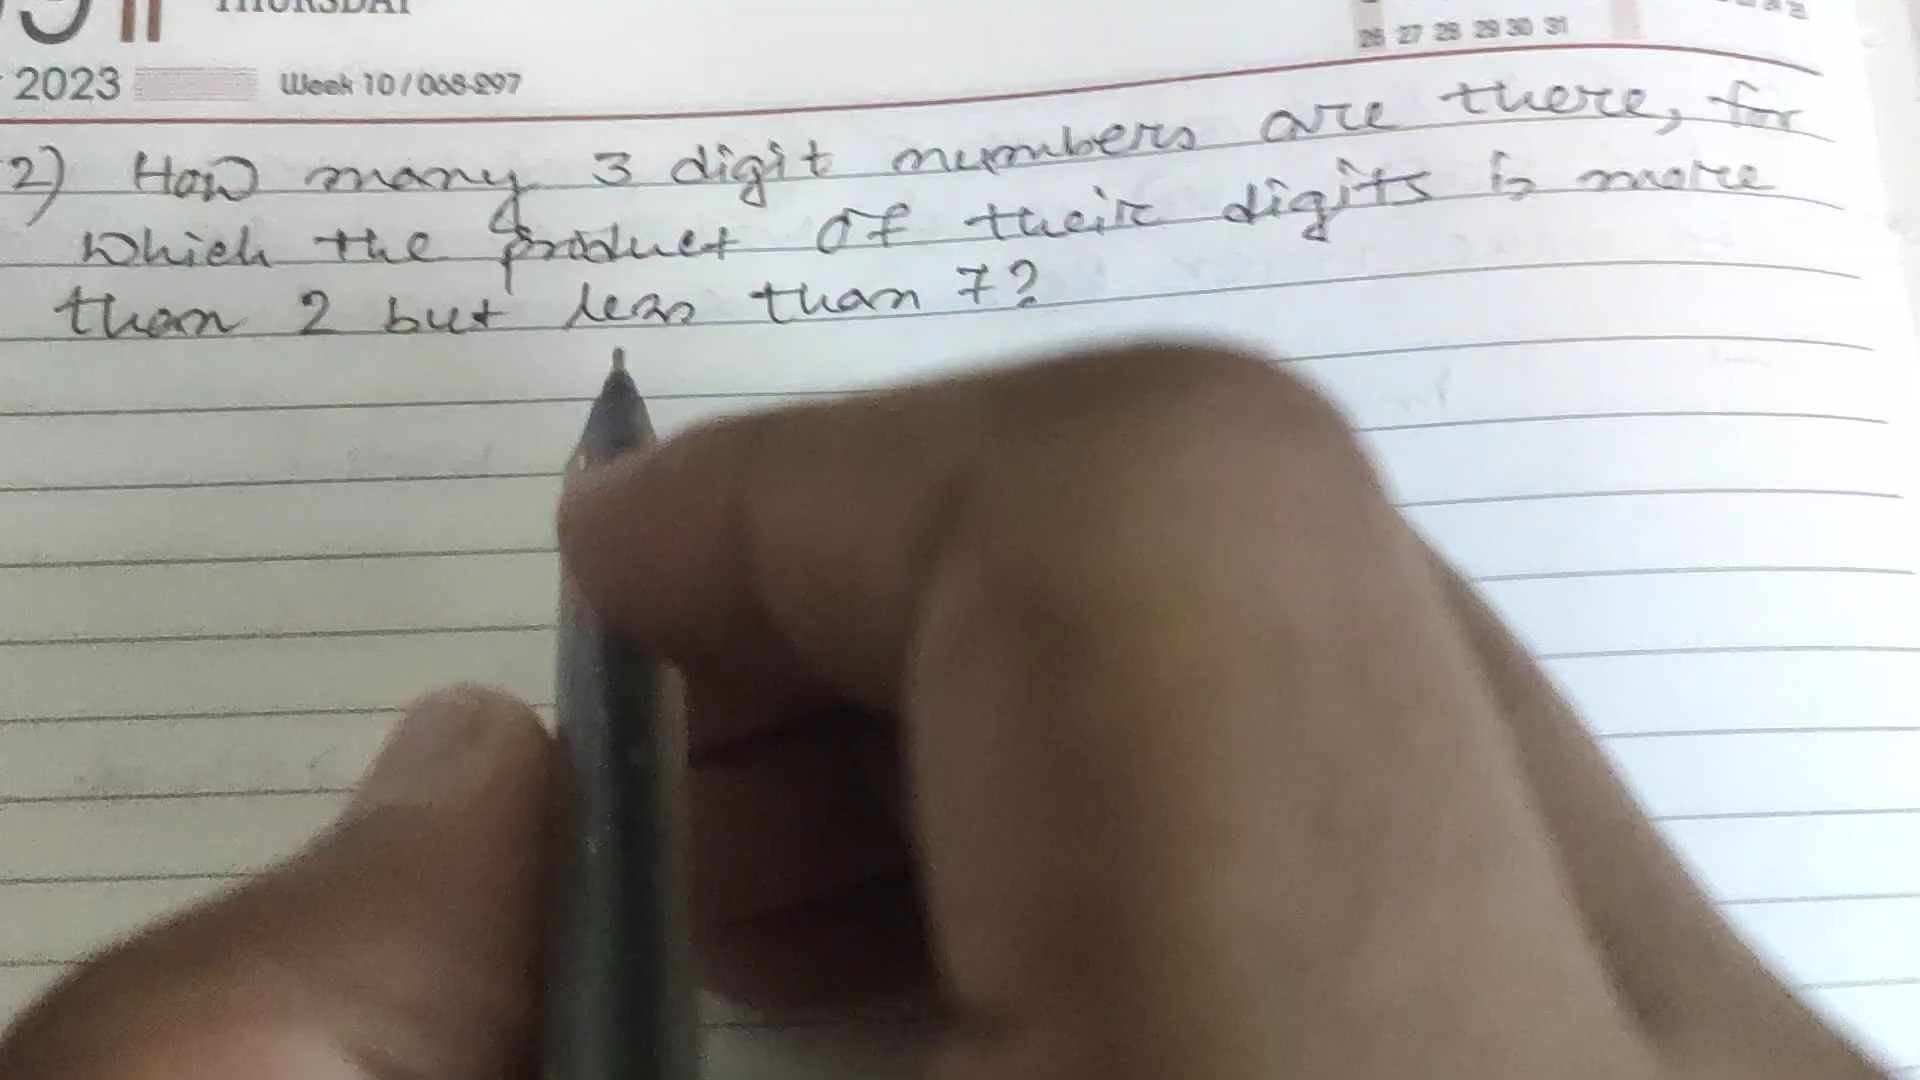 THURSDAY
26 27 28 29 30 31
2023 Week 10 / 068-297
2) How many 3 digit numbers are there, for
which the product of their digits is more
than 2 but less than 7?